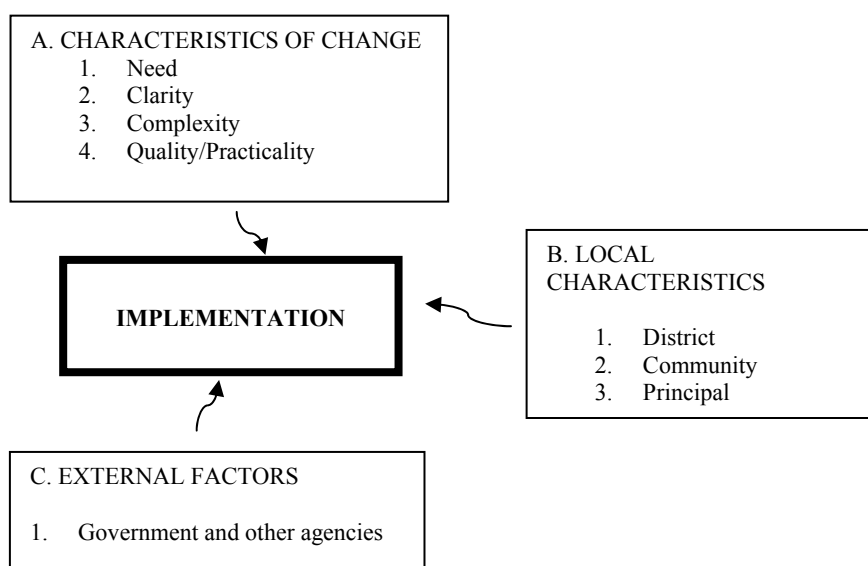 A. CHARACTERISTICS OF CHANGE
1. Need
2. Clarity
3. Complexity
4. Quality/Practicality
IMPLEMENTATION
B. LOCAL
CHARACTERISTICS
1. District
2. Community
3. Principal
C. EXTERNAL FACTORS
1. Government and other agencies